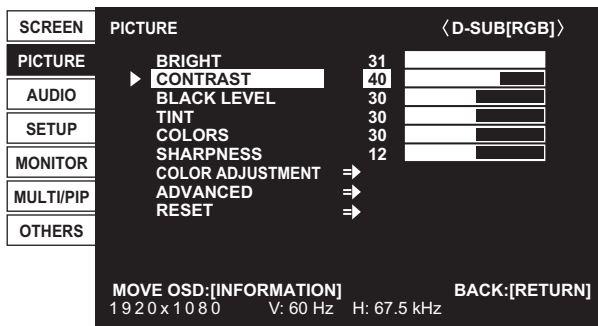 SCREEN
PICTURE
AUDIO
SETUP
MONITOR
MULTI/PIP
OTHERS
PICTURE 〈D-SUB[RGB]〉
BRIGHT 31
CONTRAST 40
BLACK LEVEL 30
TINT 30
COLORS 30
SHARPNESS 12
COLOR ADJUSTMENT
ADVANCED
RESET
MOVE OSD:[INFORMATION] BACK:[RETURN]
1920x1080 V: 60 Hz H: 67.5 kHz